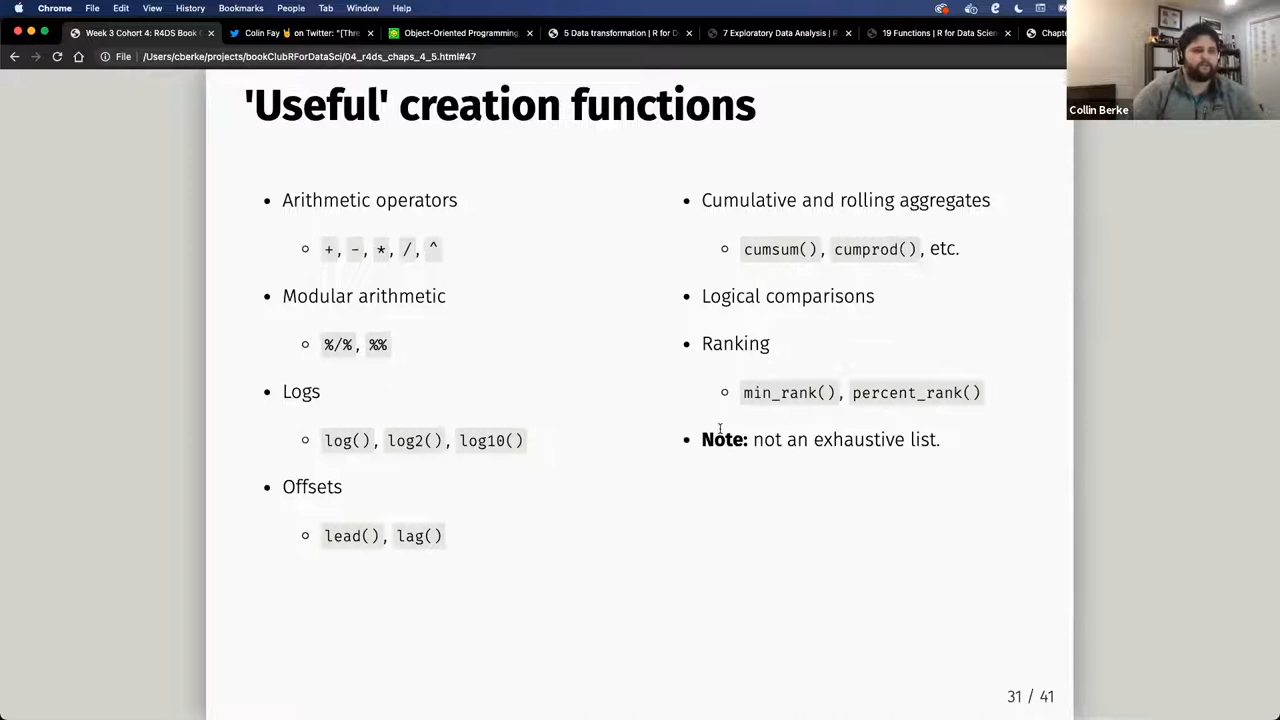 Chrome File Edit View History Bookmarks People Tab Window Help
Week 3 Cohort 4: R4DS Book
Colin Fay 🤘 on Twitter: "[Thre
Object-Oriented Programming,
5 Data transformation | R for D
7 Exploratory Data Analysis | R
19 Functions | R for Data Scien
Chapte
File /Users/cberke/projects/bookClubRForDataSci/04_r4ds_chaps_4_5.html#47
Collin Berke
'Useful' creation functions
• Arithmetic operators
+, -, *, /, ^
• Modular arithmetic
%/%, %%
• Logs
log(), log2(), log10()
• Offsets
lead(), lag()
• Cumulative and rolling aggregates
cumsum(), cumprod(), etc.
• Logical comparisons
• Ranking
min_rank(), percent_rank()
• Note: not an exhaustive list.
31 / 41